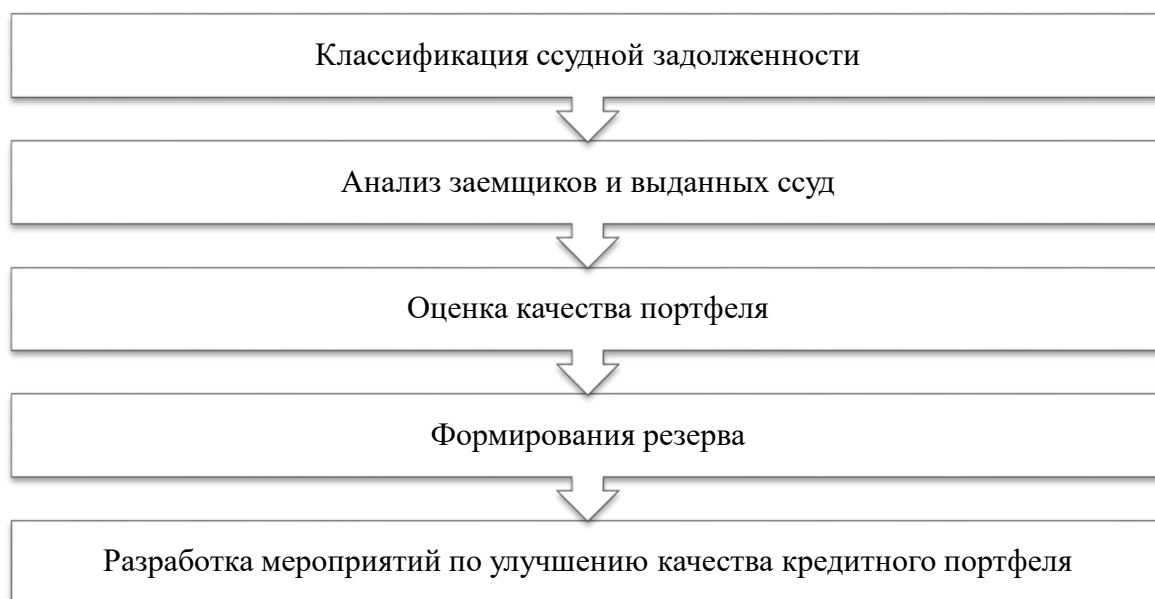 Классификация ссудной задолженности
Анализ заемщиков и выданных ссуд
Оценка качества портфеля
Формирования резерва
Разработка мероприятий по улучшению качества кредитного портфеля